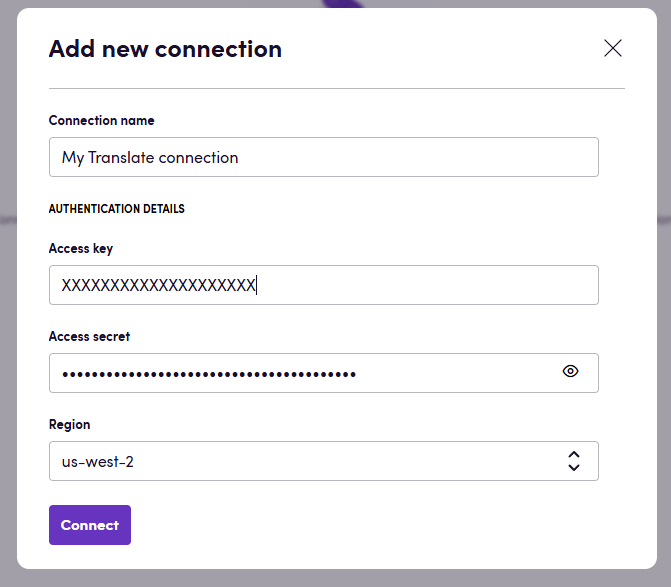 Add new connection
Connection name
My Translate connection
AUTHENTICATION DETAILS
Access key
XXXXXXXXXXXXXXXXXXXX
Access secret
••••••••••••••••••••••••••••••••••••••••
Region
us-west-2
Connect